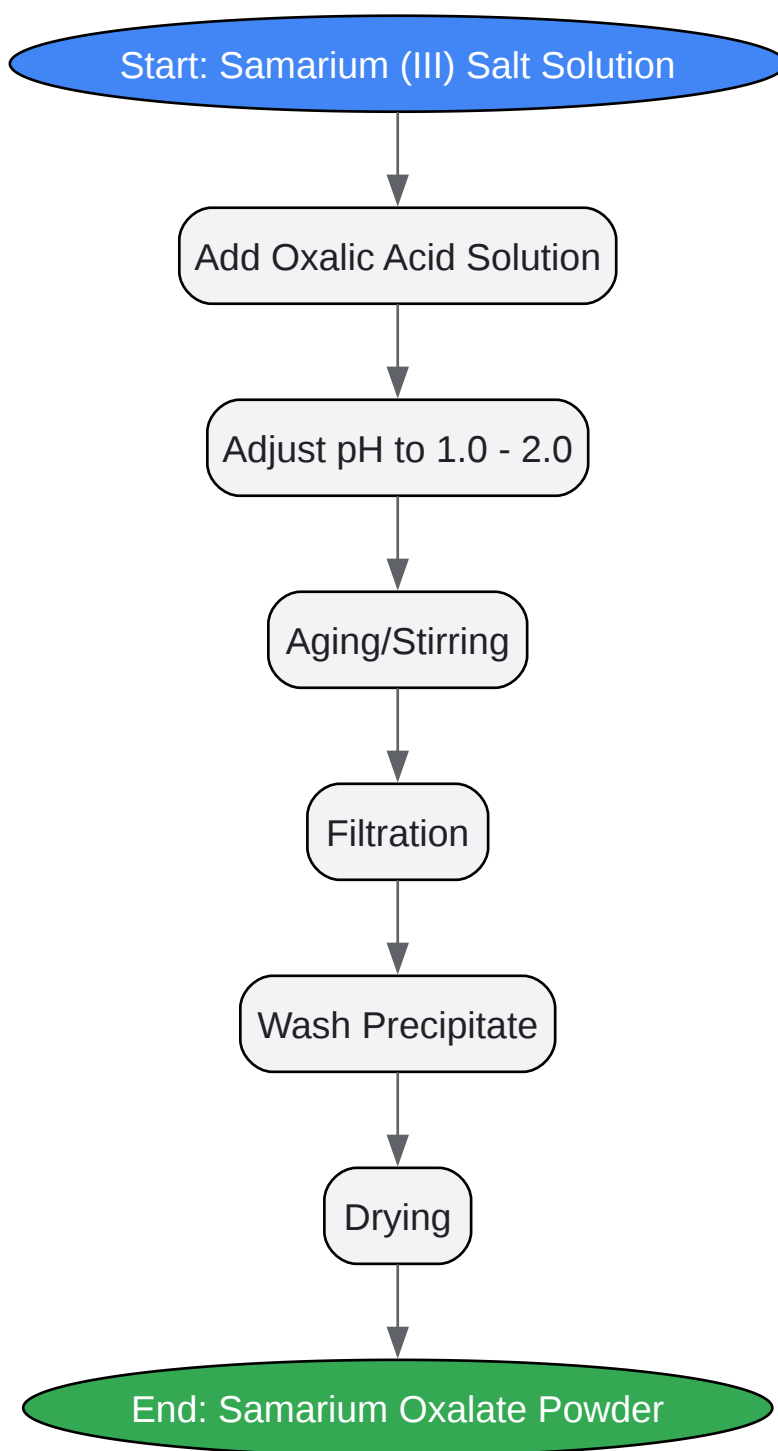 Start: Samarium (III) Salt Solution
Add Oxalic Acid Solution
Adjust pH to 1.0 - 2.0
Aging/Stirring
Filtration
Wash Precipitate
Drying
End: Samarium Oxalate Powder